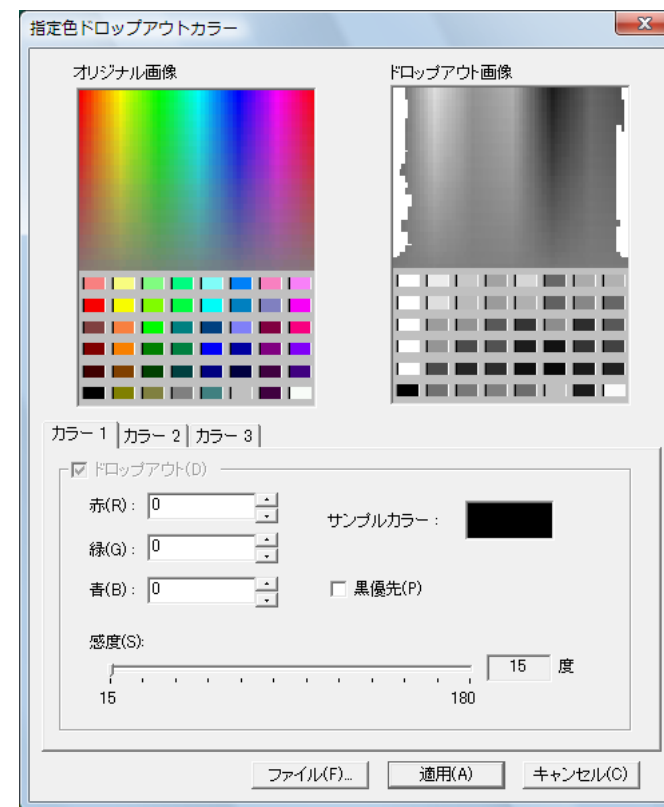 指定色ドロップアウトカラー
オリジナル画像
ドロップアウト画像
カラー 1
カラー 2
カラー 3
ドロップアウト(D)
赤(R) : 0
サンプルカラー :
緑(G) : 0
青(B) : 0
黒優先(P)
感度(S):
15 度
15
180
ファイル(F)...
適用(A)
キャンセル(C)